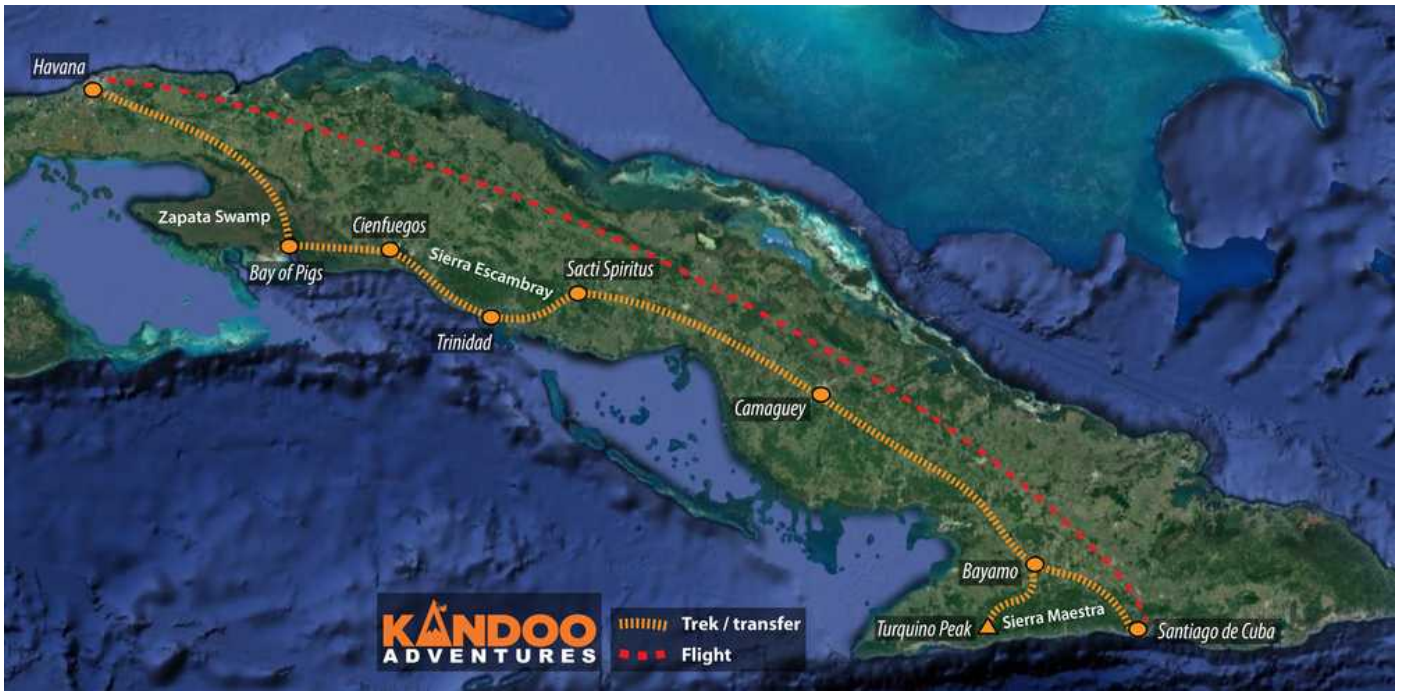 Havana
Zapata Swamp
Cienfuegos
Bay of Pigs
Sierra Escambray
Sacti Spiritus
Trinidad
Camaguey
Bayamo
Turquino Peak
Sierra Maestra
Santiago de Cuba
KANDOO
ADVENTURES
Trek / transfer
Flight